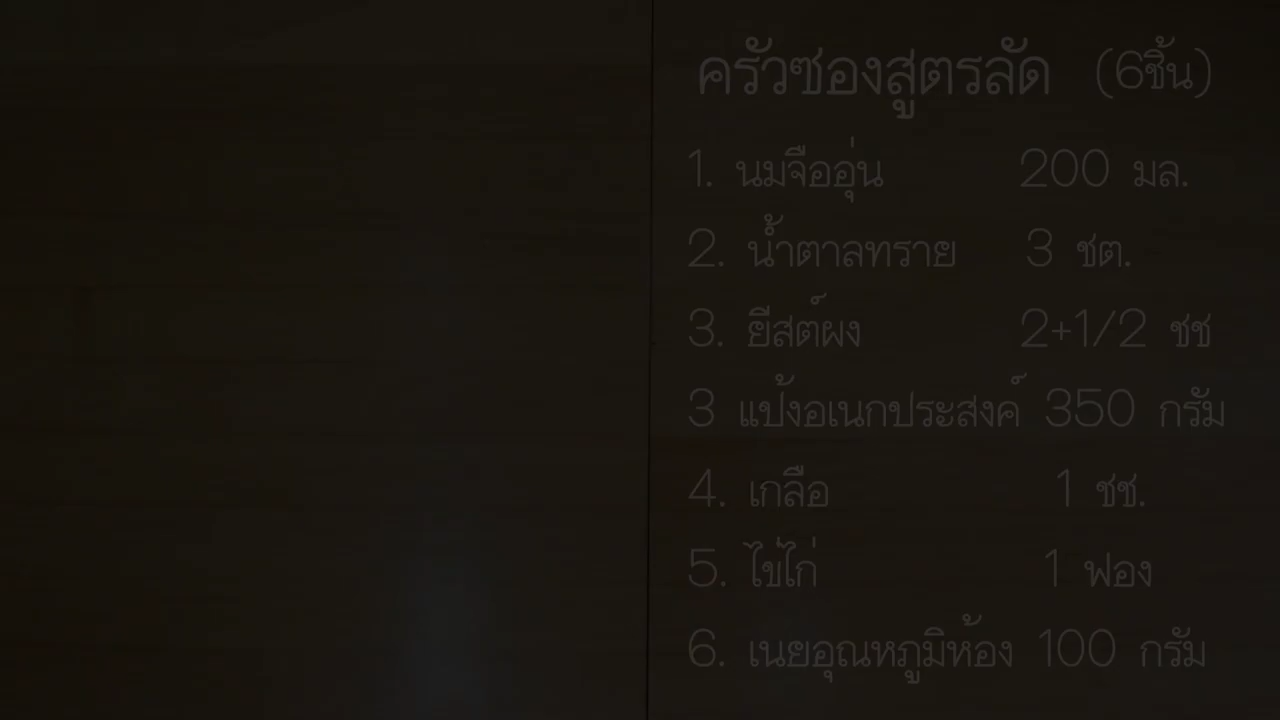 ครัวซองสูตรลัด (6ชิ้น)
1. นมจืออุ่น 200 มล.
2. น้ำตาลทราย 3 ชต.
3. ยีสต์ผง 2+1/2 ชช
3 แป้งอเนกประสงค์ 350 กรัม
4. เกลือ 1 ชช.
5. ไข่ไก่ 1 ฟอง
6. เนยอุณหภูมิห้อง 100 กรัม